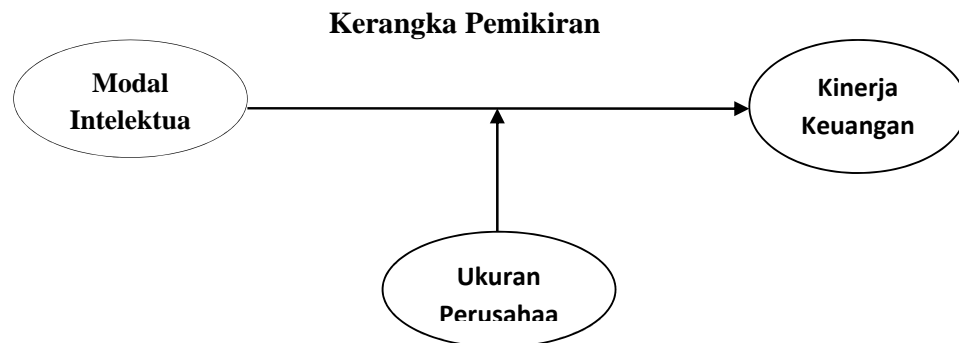 Kerangka Pemikiran
Modal
Intelektua
Kinerja
Keuangan
Ukuran
Perusahaa